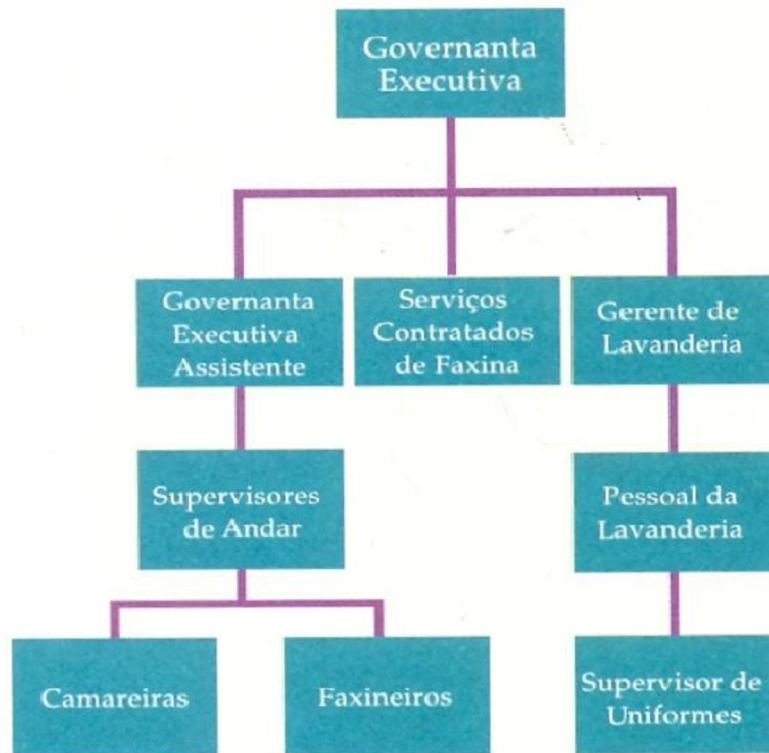 Governanta
Executiva
Governanta
Executiva
Assistente
Serviços
Contratados
de Faxina
Gerente de
Lavanderia
Supervisores
de Andar
Pessoal da
Lavanderia
Camareiras
Faxineiros
Supervisor de
Uniformes